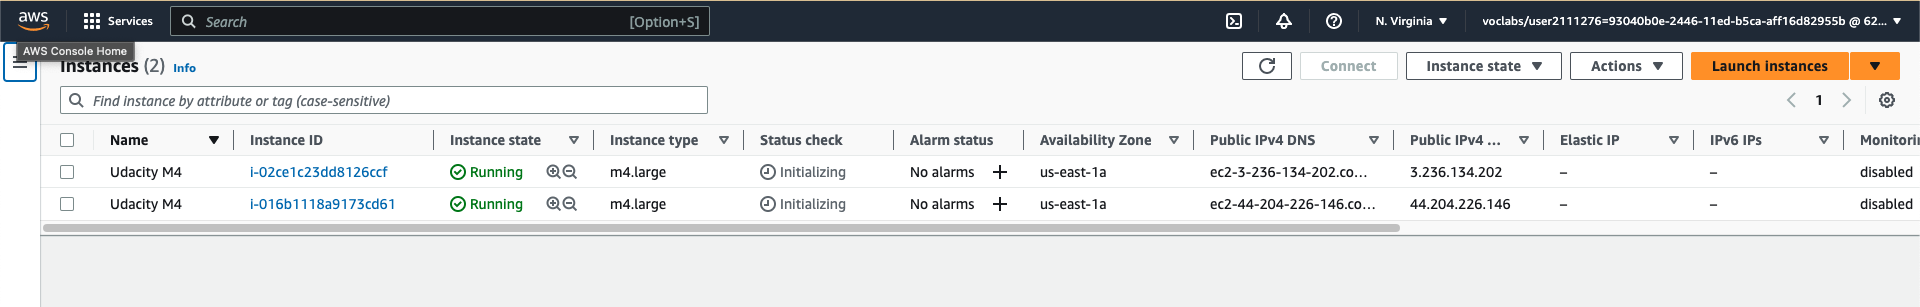 aws Services Search [Option+S] N. Virginia voclabs/user2111276=93040b0e-2446-11ed-b5ca-aff16d82955b @ 62...
AWS Console Home
Instances (2) Info Connect Instance state Actions Launch instances
Find instance by attribute or tag (case-sensitive) 1
Name Instance ID Instance state Instance type Status check Alarm status Availability Zone Public IPv4 DNS Public IPv4 ... Elastic IP IPv6 IPs Monitorin
Udacity M4 i-02ce1c23dd8126ccf Running m4.large Initializing No alarms + us-east-1a ec2-3-236-134-202.co... 3.236.134.202 – – disabled
Udacity M4 i-016b1118a9173cd61 Running m4.large Initializing No alarms + us-east-1a ec2-44-204-226-146.co... 44.204.226.146 – – disabled